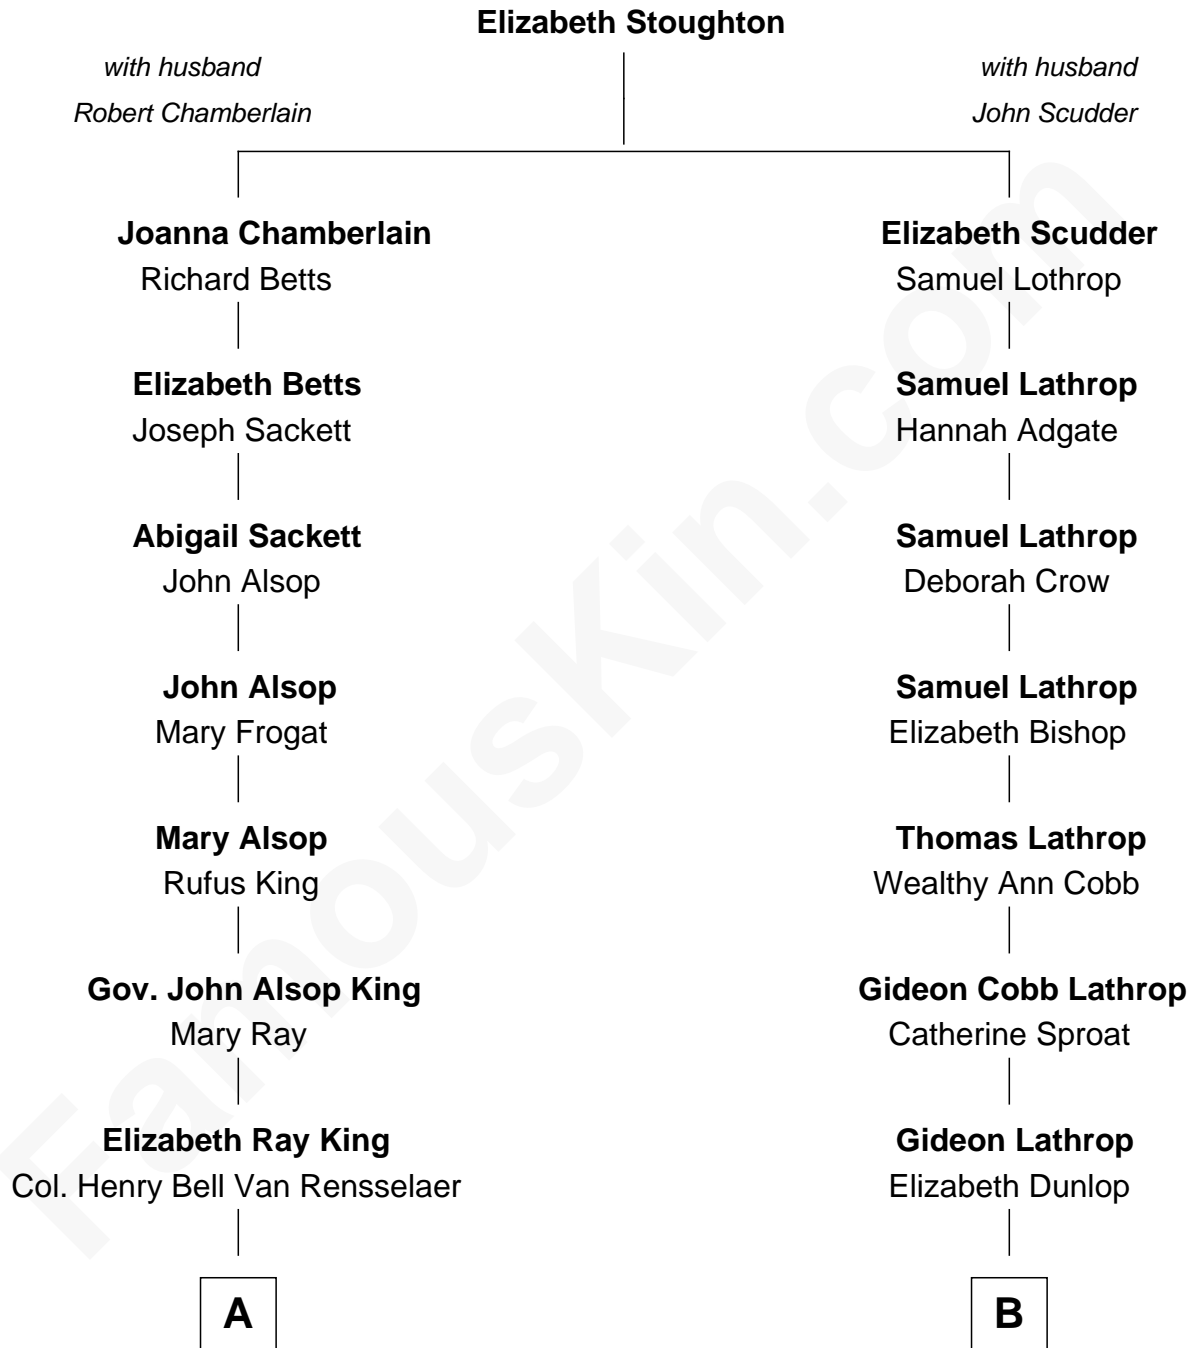 Elizabeth Stoughton
with husband
Robert Chamberlain
with husband
John Scudder
Joanna Chamberlain
Richard Betts
Elizabeth Betts
Joseph Sackett
Abigail Sackett
John Alsop
John Alsop
Mary Frogat
Mary Alsop
Rufus King
Gov. John Alsop King
Mary Ray
Elizabeth Ray King
Col. Henry Bell Van Rensselaer
A
Elizabeth Scudder
Samuel Lothrop
Samuel Lathrop
Hannah Adgate
Samuel Lathrop
Deborah Crow
Samuel Lathrop
Elizabeth Bishop
Thomas Lathrop
Wealthy Ann Cobb
Gideon Cobb Lathrop
Catherine Sproat
Gideon Lathrop
Elizabeth Dunlop
B
FamousKin.com